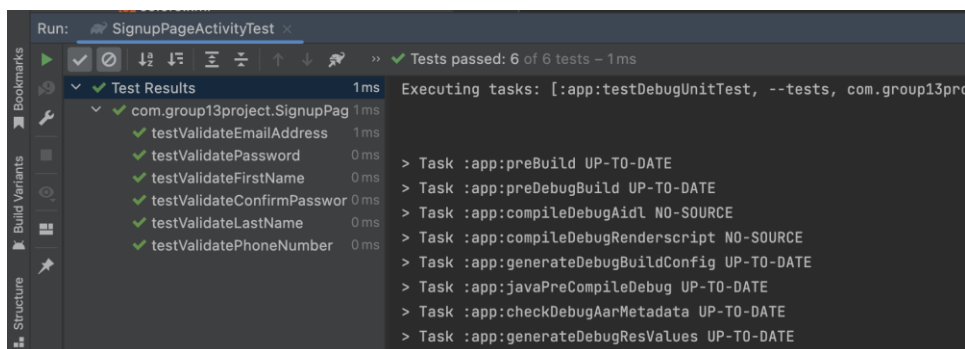 Run: SignupPageActivityTest
Tests passed: 6 of 6 tests – 1 ms
Test Results 1 ms
com.group13project.SignupPag 1 ms
testValidateEmailAddress 1 ms
testValidatePassword 0 ms
testValidateFirstName 0 ms
testValidateConfirmPasswor 0 ms
testValidateLastName 0 ms
testValidatePhoneNumber 0 ms
Executing tasks: [:app:testDebugUnitTest, --tests, com.group13pro
> Task :app:preBuild UP-TO-DATE
> Task :app:preDebugBuild UP-TO-DATE
> Task :app:compileDebugAidl NO-SOURCE
> Task :app:compileDebugRenderscript NO-SOURCE
> Task :app:generateDebugBuildConfig UP-TO-DATE
> Task :app:javaPreCompileDebug UP-TO-DATE
> Task :app:checkDebugAarMetadata UP-TO-DATE
> Task :app:generateDebugResValues UP-TO-DATE
Bookmarks
Build Variants
Structure